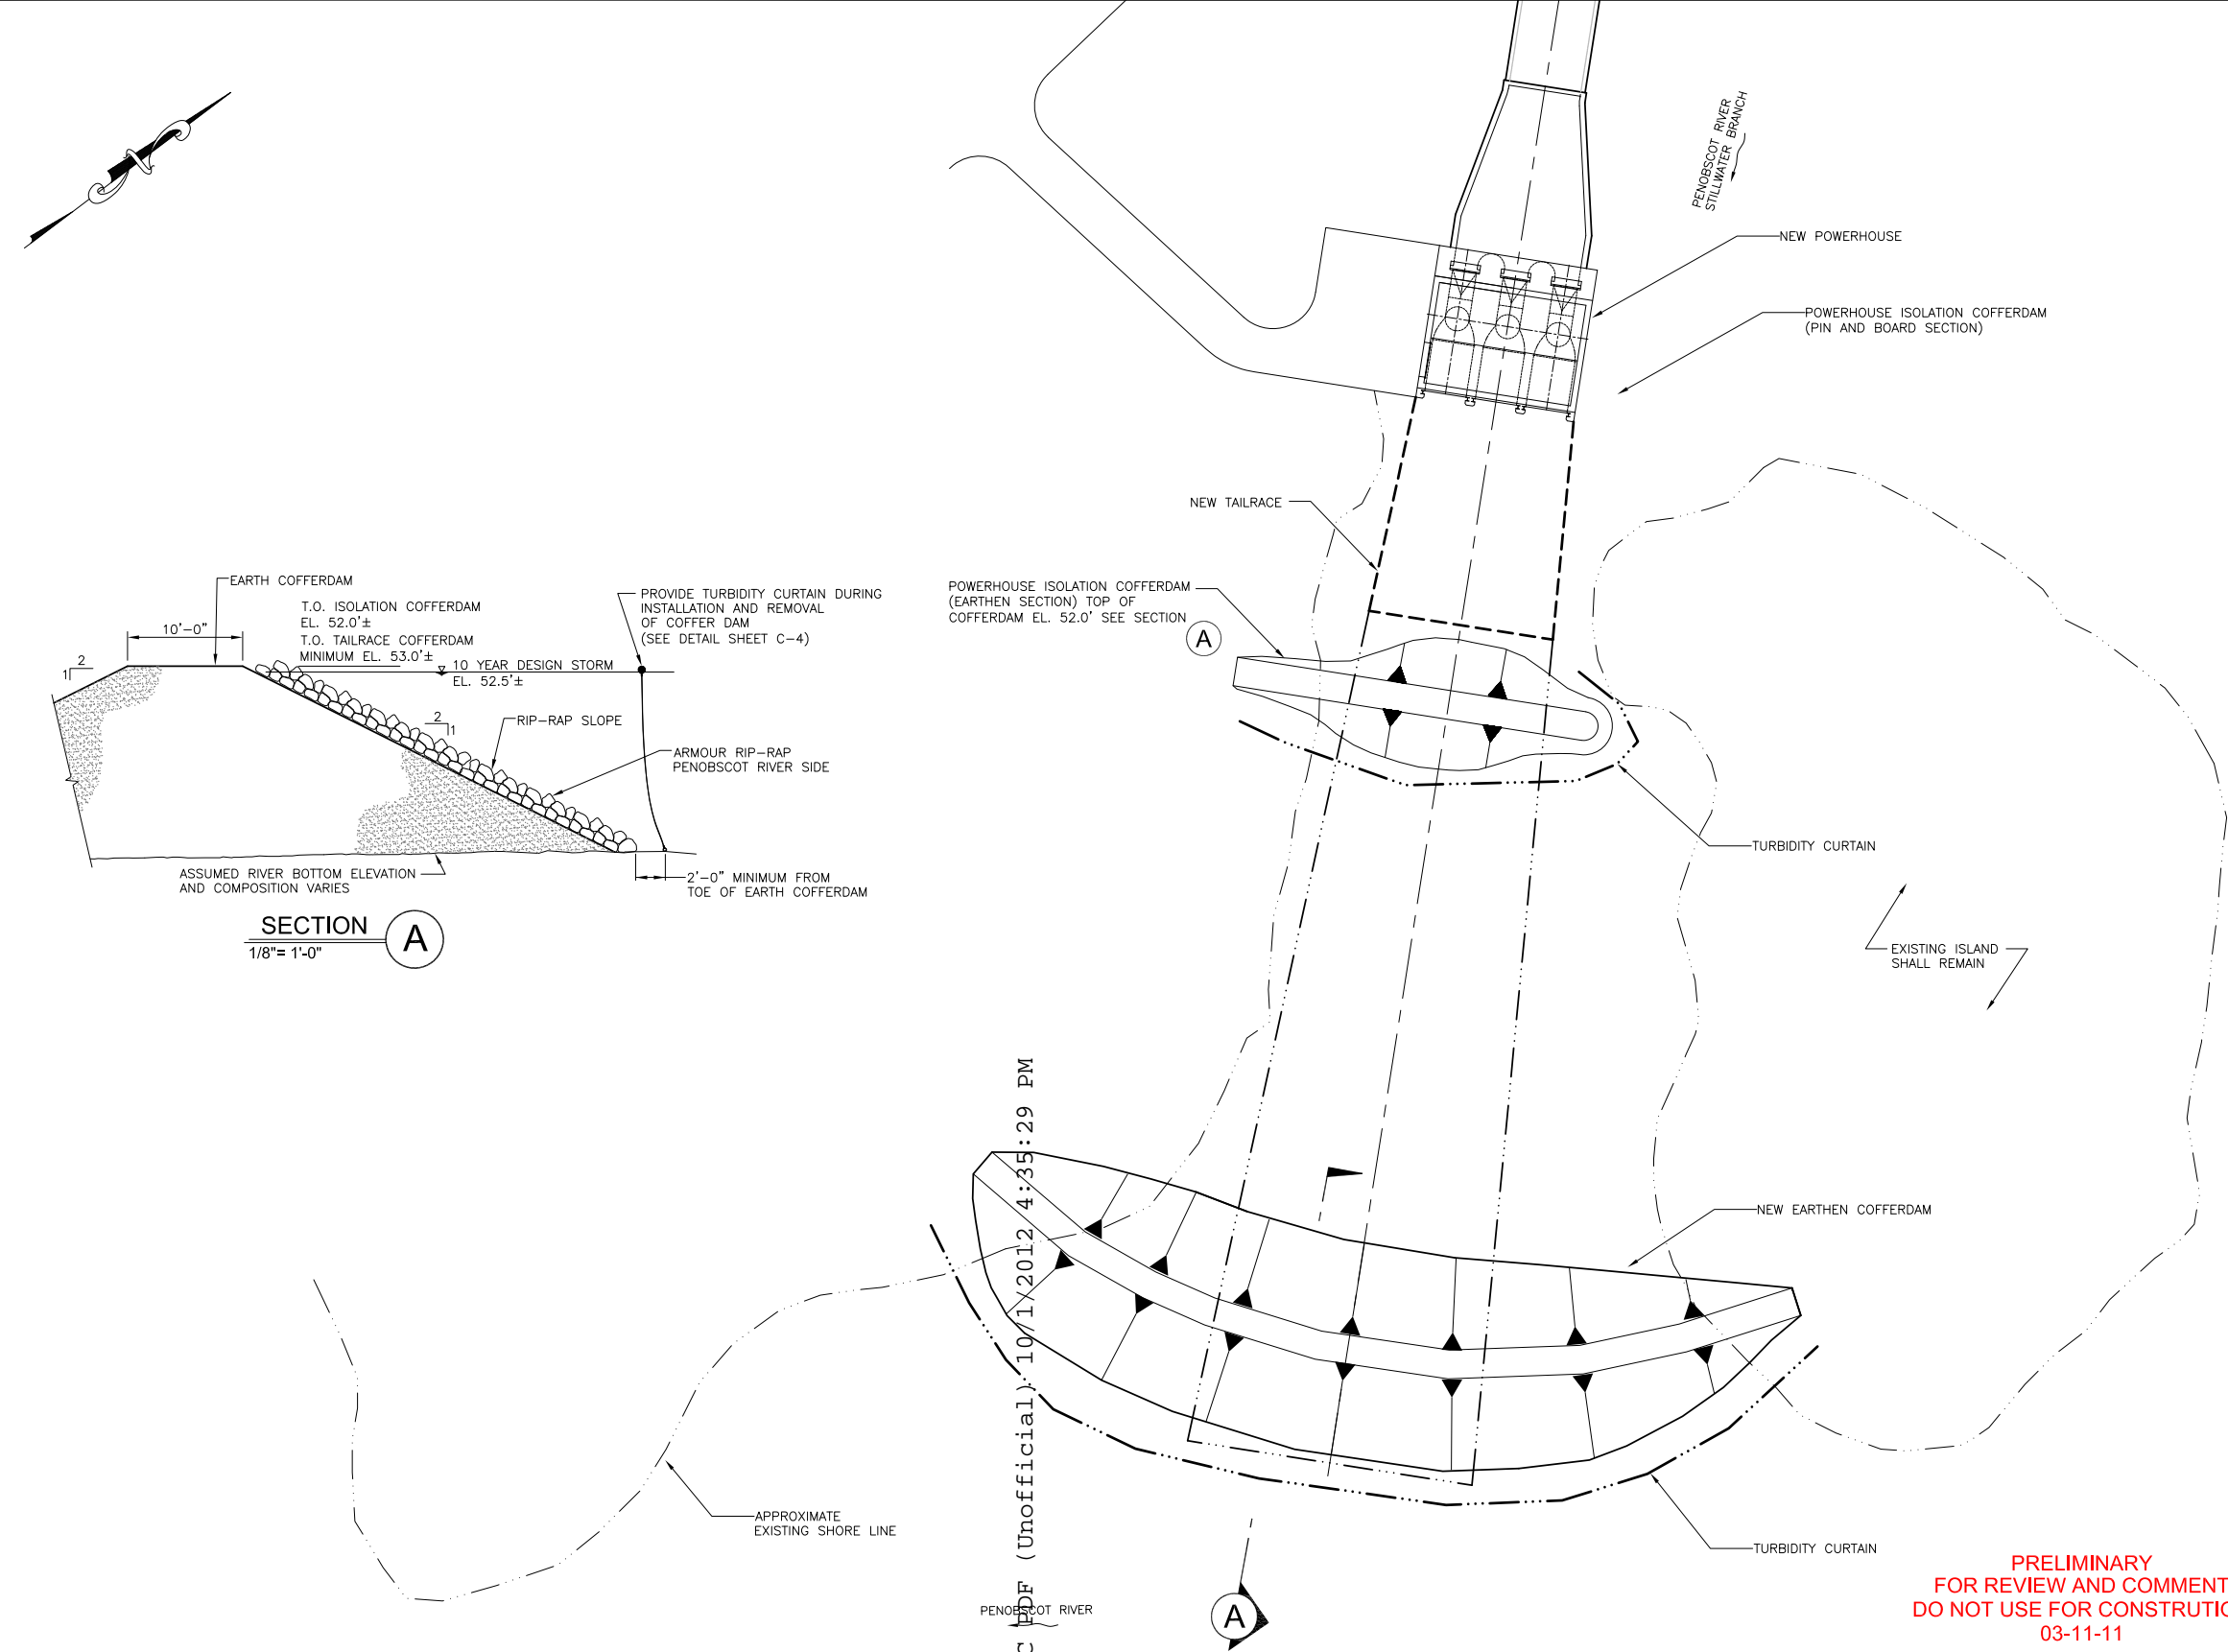 PENOBSCOT RIVER
STILLWATER BRANCH
NEW POWERHOUSE
POWERHOUSE ISOLATION COFFERDAM
(PIN AND BOARD SECTION)
NEW TAILRACE
POWERHOUSE ISOLATION COFFERDAM
(EARTHEN SECTION) TOP OF
COFFERDAM EL. 52.0' SEE SECTION
A
EARTH COFFERDAM
T.O. ISOLATION COFFERDAM
EL. 52.0'±
T.O. TAILRACE COFFERDAM
MINIMUM EL. 53.0'±
10'-0"
2
1
10 YEAR DESIGN STORM
EL. 52.5'±
PROVIDE TURBIDITY CURTAIN DURING
INSTALLATION AND REMOVAL
OF COFFER DAM
(SEE DETAIL SHEET C-4)
2
1
RIP-RAP SLOPE
ARMOUR RIP-RAP
PENOBSCOT RIVER SIDE
ASSUMED RIVER BOTTOM ELEVATION
AND COMPOSITION VARIES
2'-0" MINIMUM FROM
TOE OF EARTH COFFERDAM
SECTION
A
1/8"= 1'-0"
TURBIDITY CURTAIN
EXISTING ISLAND
SHALL REMAIN
NEW EARTHEN COFFERDAM
APPROXIMATE
EXISTING SHORE LINE
TURBIDITY CURTAIN
PENOBSCOT RIVER
A
C PDF (Unofficial) 10/1/2012 4:35:29 PM
PRELIMINARY
FOR REVIEW AND COMMENT
DO NOT USE FOR CONSTRUTIO
03-11-11